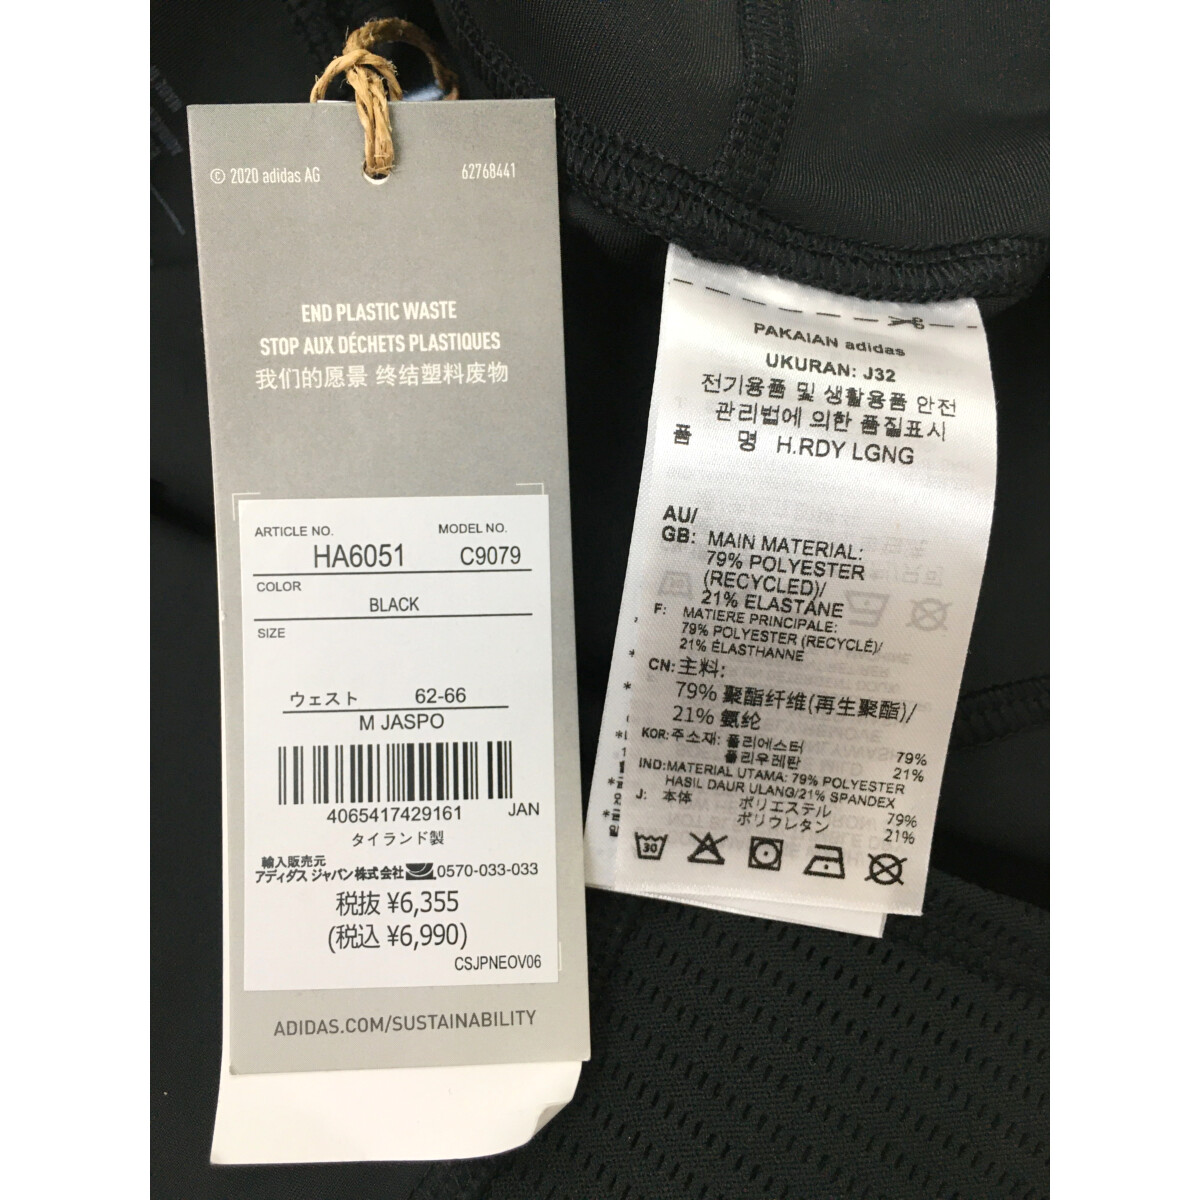 © 2020 adidas AG
62768441
END PLASTIC WASTE
STOP AUX DÉCHETS PLASTIQUES
我们的愿景 终结塑料废物
ARTICLE NO.
MODEL NO.
HA6051
C9079
COLOR
BLACK
SIZE
ウェスト 62-66
M JASPO
4065417429161
JAN
タイランド製
輸入販売元
アディダス ジャパン株式会社 0570-033-033
税抜 ¥6,355
(税込 ¥6,990)
CSJPNEOV06
ADIDAS.COM/SUSTAINABILITY
PAKAIAN adidas
UKURAN: J32
전기용품 및 생활용품 안전
관리법에 의한 품질표시
품 명 H.RDY LGNG
AU/
GB: MAIN MATERIAL:
79% POLYESTER
(RECYCLED)/
21% ELASTANE
F: MATIERE PRINCIPALE:
79% POLYESTER (RECYCLÉ)/
21% ÉLASTHANNE
CN: 主料:
79% 聚酯纤维(再生聚酯)/
21% 氨纶
KOR: 주소재: 폴리에스터 79%
폴리우레탄 21%
IND: MATERIAL UTAMA: 79% POLYESTER
HASIL DAUR ULANG/21% SPANDEX
J: 本体 ポリエステル 79%
ポリウレタン 21%
30